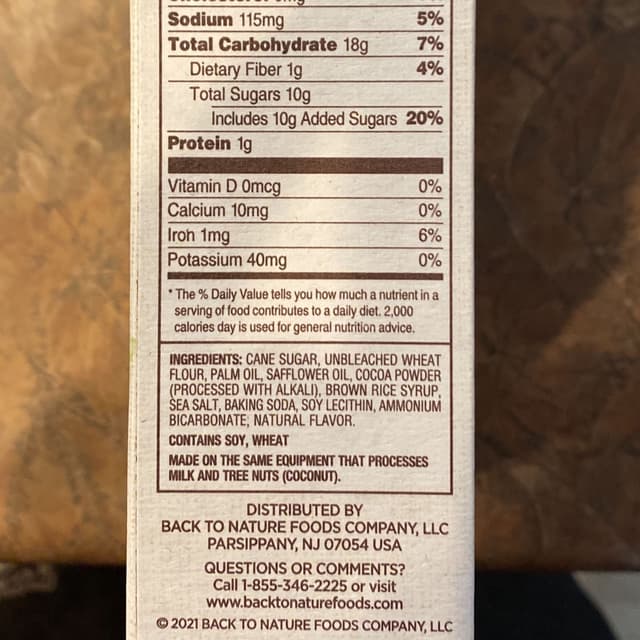 Sodium 115mg 5%
Total Carbohydrate 18g 7%
Dietary Fiber 1g 4%
Total Sugars 10g
Includes 10g Added Sugars 20%
Protein 1g
Vitamin D 0mcg 0%
Calcium 10mg 0%
Iron 1mg 6%
Potassium 40mg 0%
* The % Daily Value tells you how much a nutrient in a
serving of food contributes to a daily diet. 2,000
calories day is used for general nutrition advice.
INGREDIENTS: CANE SUGAR, UNBLEACHED WHEAT
FLOUR, PALM OIL, SAFFLOWER OIL, COCOA POWDER
(PROCESSED WITH ALKALI), BROWN RICE SYRUP,
SEA SALT, BAKING SODA, SOY LECITHIN, AMMONIUM
BICARBONATE, NATURAL FLAVOR.
CONTAINS SOY, WHEAT
MADE ON THE SAME EQUIPMENT THAT PROCESSES
MILK AND TREE NUTS (COCONUT).
DISTRIBUTED BY
BACK TO NATURE FOODS COMPANY, LLC
PARSIPPANY, NJ 07054 USA
QUESTIONS OR COMMENTS?
Call 1-855-346-2225 or visit
www.backtonaturefoods.com
© 2021 BACK TO NATURE FOODS COMPANY, LLC